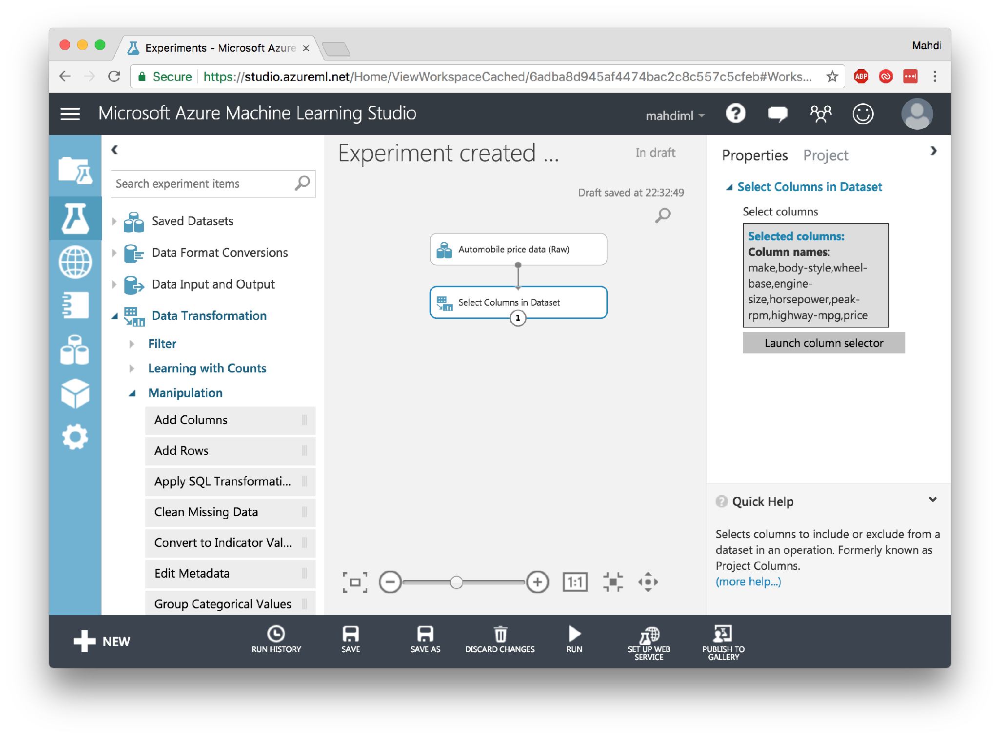 Experiments - Microsoft Azure
Mahdi
Secure
https://studio.azureml.net/Home/ViewWorkspaceCached/6adba8d945af4474bac2c8c557c5cfeb#Works...
ABP
Microsoft Azure Machine Learning Studio
mahdiml
?
Search experiment items
Saved Datasets
Data Format Conversions
Data Input and Output
Data Transformation
Filter
Learning with Counts
Manipulation
Add Columns
Add Rows
Apply SQL Transformati...
Clean Missing Data
Convert to Indicator Val...
Edit Metadata
Group Categorical Values
Experiment created ...
In draft
Draft saved at 22:32:49
Automobile price data (Raw)
Select Columns in Dataset
1
1:1
Properties
Project
Select Columns in Dataset
Select columns
Selected columns:
Column names:
make,body-style,wheel-
base,engine-
size,horsepower,peak-
rpm,highway-mpg,price
Launch column selector
? Quick Help
Selects columns to include or exclude from a
dataset in an operation. Formerly known as
Project Columns.
(more help...)
NEW
RUN HISTORY
SAVE
SAVE AS
DISCARD CHANGES
RUN
SET UP WEB
SERVICE
PUBLISH TO
GALLERY